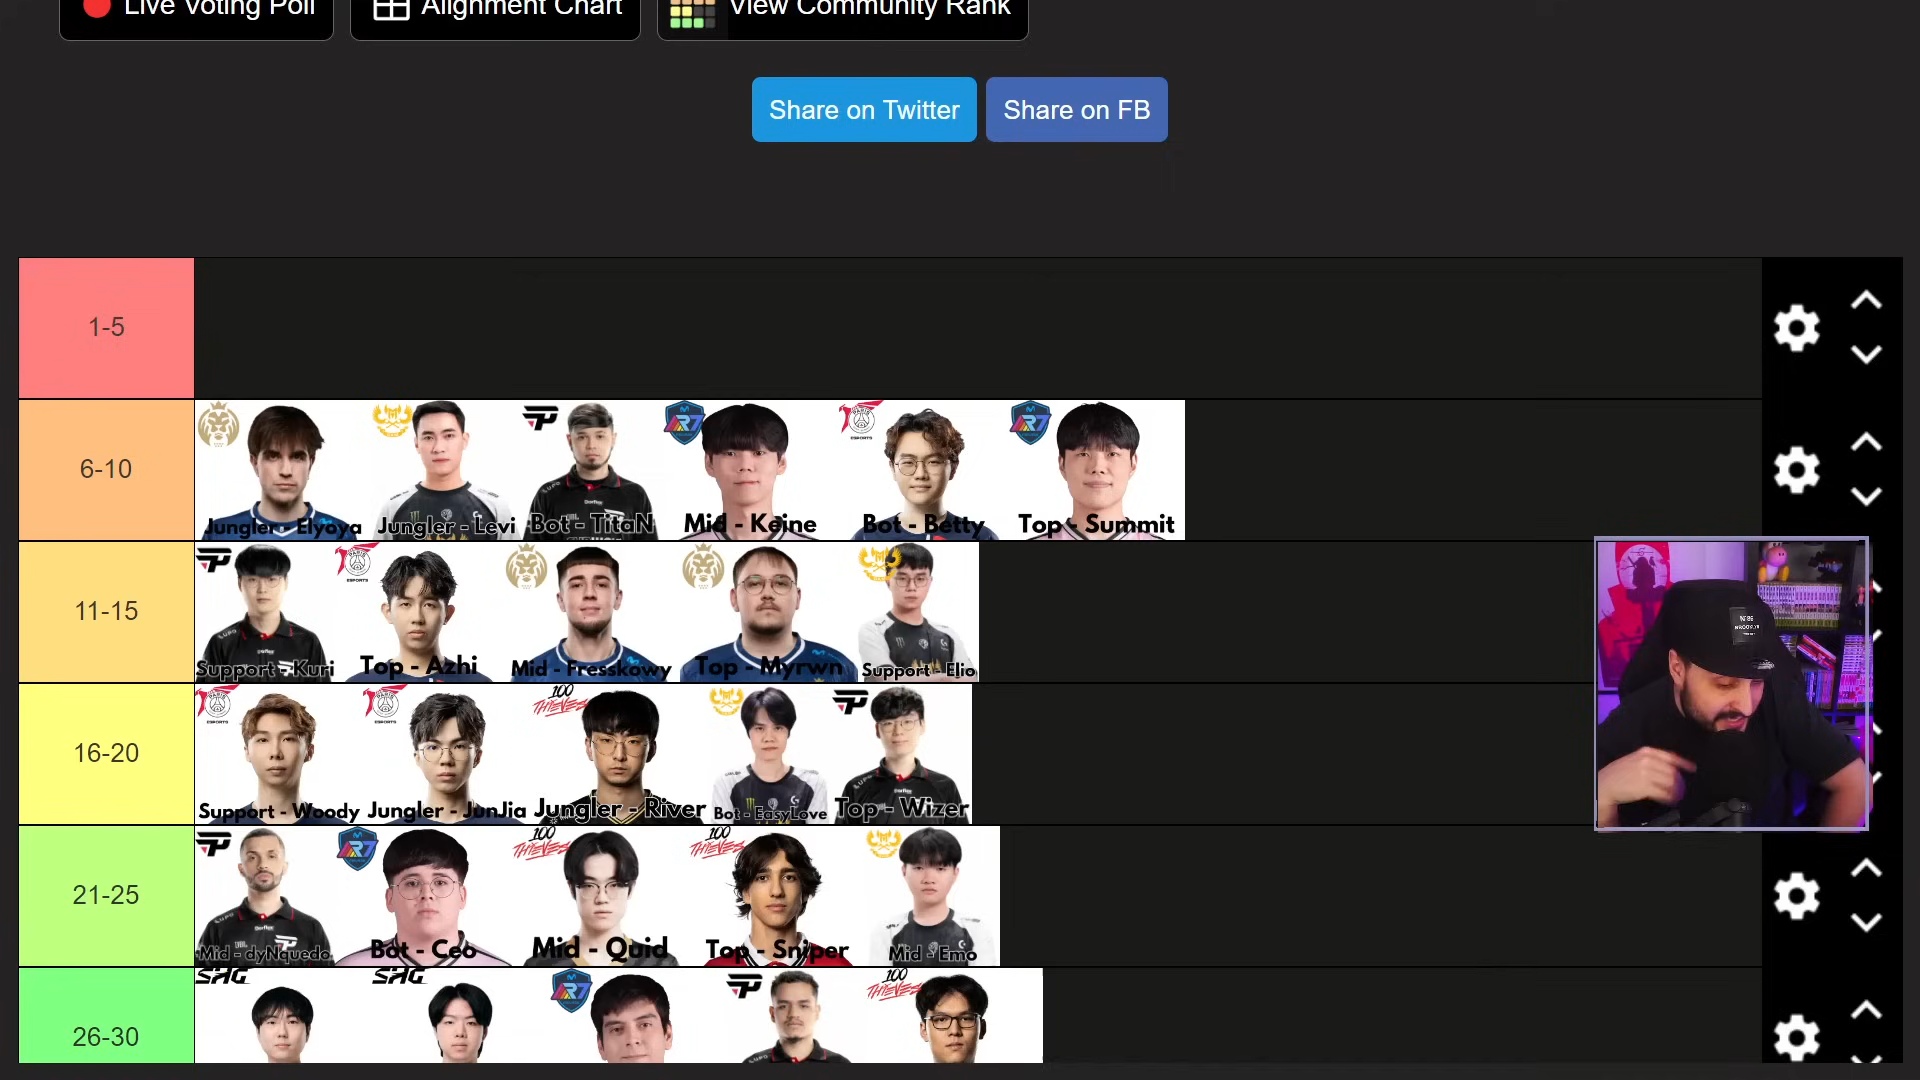 Live Voting Poll
Alignment Chart
View Community Rank
Share on Twitter
Share on FB
1-5
6-10
Jungler - Elyoya
Jungler - Levi
Bot - TitaN
Mid - Keine
Bot - Betty
Top - Summit
11-15
Support - Kuri
Top - Azhi
Mid - Fresskowy
Top - Myrwn
Support - Elio
16-20
100
THIEVES
Support - Woody
Jungler - JunJia
Jungler - River
Bot - EasyLove
Top - Wizer
21-25
100
THIEVES
100
THIEVES
Mid - dyNquedo
Bot - Ceo
Mid - Quid
Top - Sniper
Mid - Emo
26-30
SHG
SHG
100
THIEVES